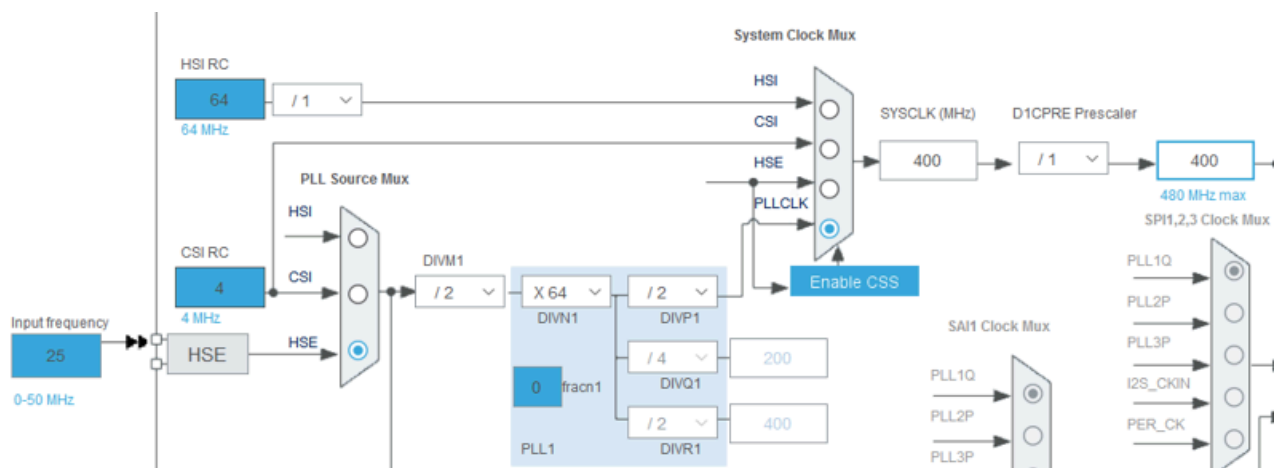 System Clock Mux
HSI RC
64
/ 1
64 MHz
HSI
CSI
HSE
PLLCLK
SYSCLK (MHz)
400
D1CPRE Prescaler
/ 1
400
480 MHz max
Enable CSS
PLL Source Mux
HSI
CSI
HSE
CSI RC
4
4 MHz
Input frequency
25
0-50 MHz
HSE
DIVM1
/ 2
X 64
DIVN1
/ 2
DIVP1
0
fracn1
/ 4
DIVQ1
200
/ 2
DIVR1
400
PLL1
SPI1,2,3 Clock Mux
PLL1Q
PLL2P
PLL3P
I2S_CKIN
PER_CK
SAI1 Clock Mux
PLL1Q
PLL2P
PLL3P